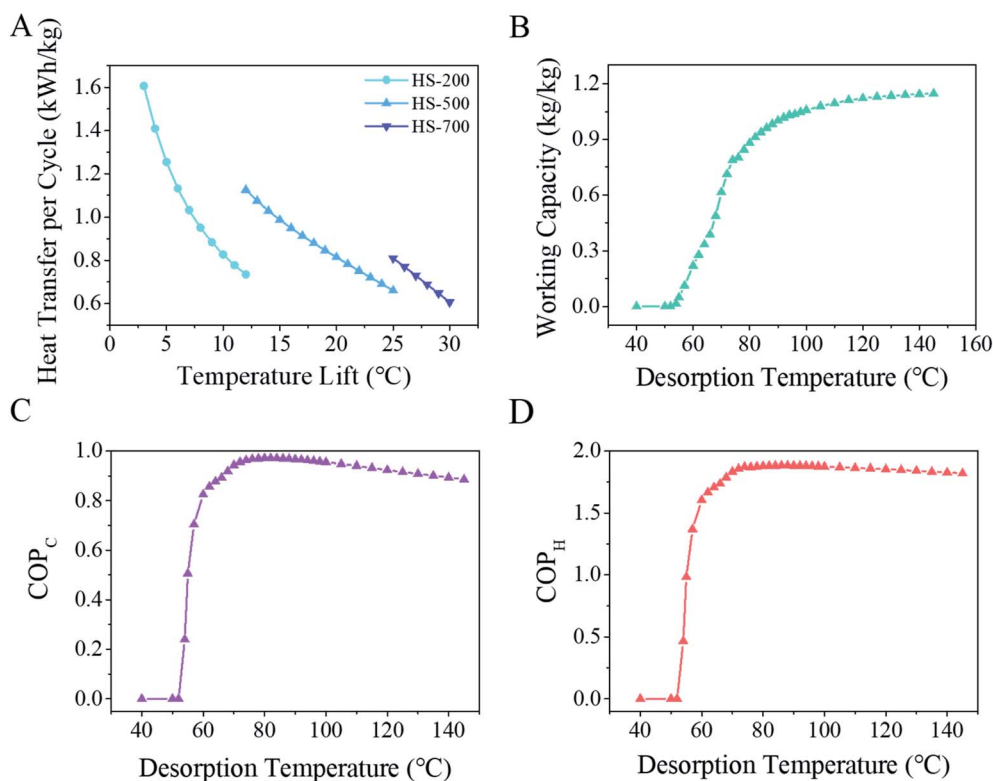 A
Heat Transfer per Cycle (kWh/kg)
1.6
1.4
1.2
1.0
0.8
0.6
HS-200
HS-500
HS-700
0 5 10 15 20 25 30
Temperature Lift (°C)
B
Working Capacity (kg/kg)
1.2
0.9
0.6
0.3
0.0
40 60 80 100 120 140 160
Desorption Temperature (°C)
C
COP_C
1.0
0.8
0.6
0.4
0.2
0.0
40 60 80 100 120 140
Desorption Temperature (°C)
D
COP_H
2.0
1.5
1.0
0.5
0.0
40 60 80 100 120 140
Desorption Temperature (°C)